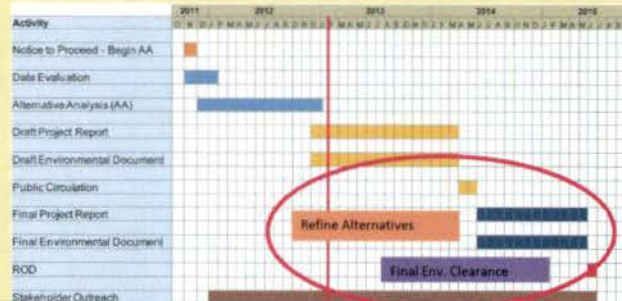 2011 2012 2013 2014 2015
Activity
Notice to Proceed - Begin AA
Data Evaluation
Alternative Analysis (AA)
Draft Project Report
Draft Environmental Document
Public Circulation
Final Project Report
Refine Alternatives
Final Environmental Document
ROD
Final Env. Clearance
Stakeholder Outreach